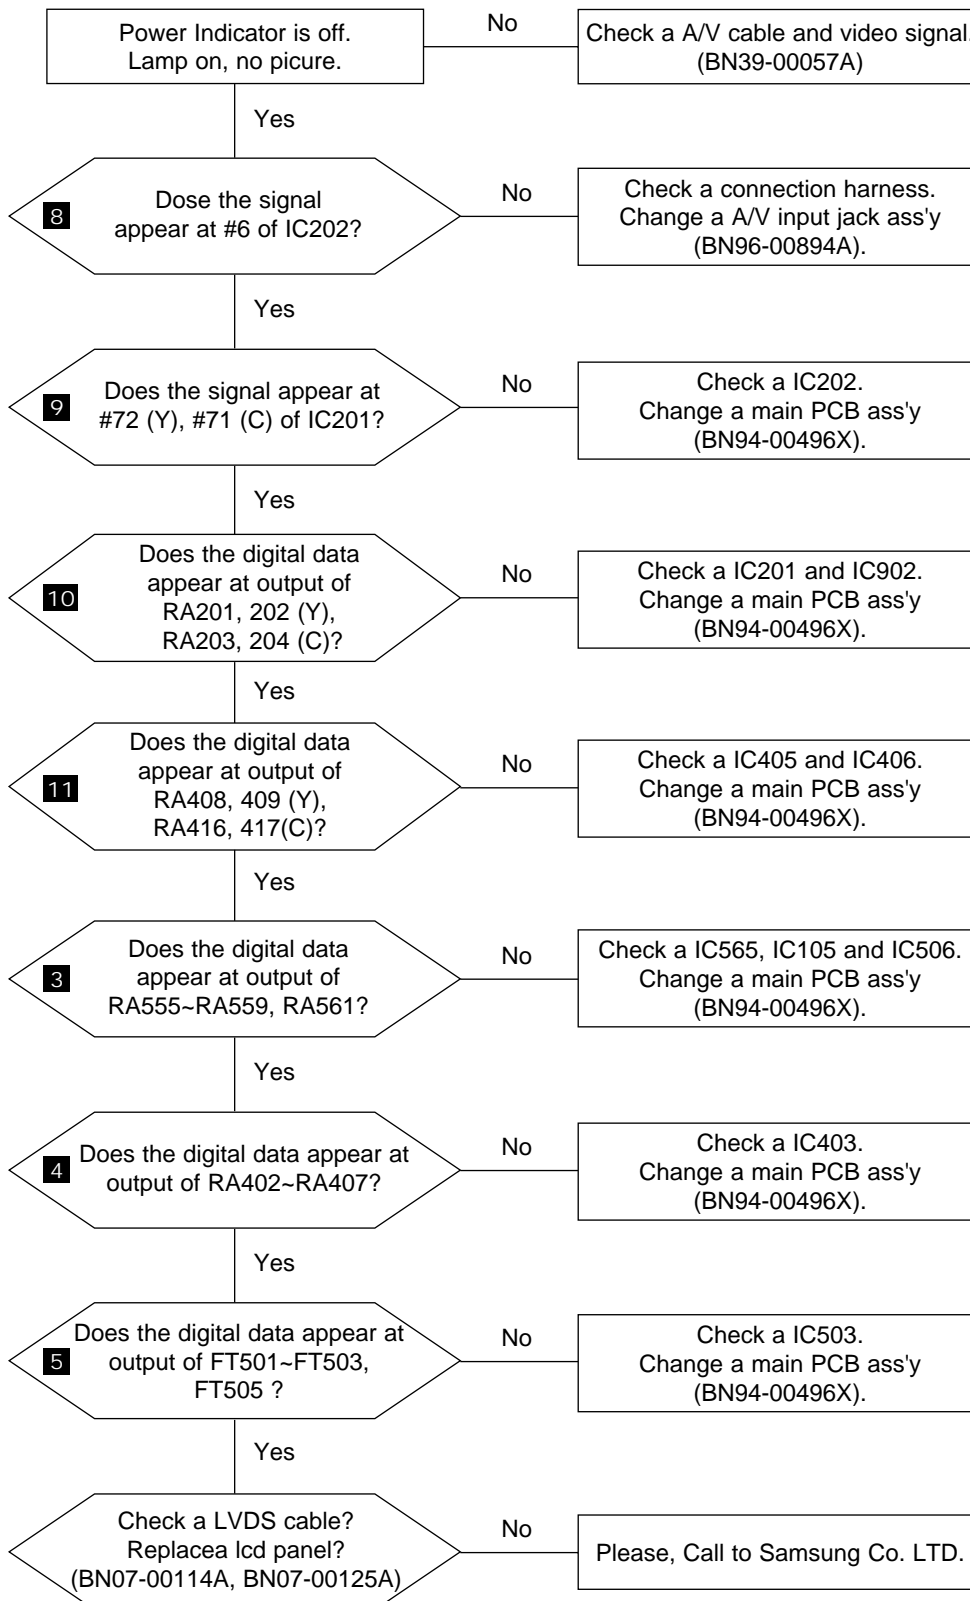 Power Indicator is off.
Lamp on, no picure.
No
Check a A/V cable and video signal.
(BN39-00057A)
Yes
8
Dose the signal
appear at #6 of IC202?
No
Check a connection harness.
Change a A/V input jack ass'y
(BN96-00894A).
Yes
9
Does the signal appear at
#72 (Y), #71 (C) of IC201?
No
Check a IC202.
Change a main PCB ass'y
(BN94-00496X).
Yes
10
Does the digital data
appear at output of
RA201, 202 (Y),
RA203, 204 (C)?
No
Check a IC201 and IC902.
Change a main PCB ass'y
(BN94-00496X).
Yes
11
Does the digital data
appear at output of
RA408, 409 (Y),
RA416, 417(C)?
No
Check a IC405 and IC406.
Change a main PCB ass'y
(BN94-00496X).
Yes
3
Does the digital data
appear at output of
RA555~RA559, RA561?
No
Check a IC565, IC105 and IC506.
Change a main PCB ass'y
(BN94-00496X).
Yes
4
Does the digital data appear at
output of RA402~RA407?
No
Check a IC403.
Change a main PCB ass'y
(BN94-00496X).
Yes
5
Does the digital data appear at
output of FT501~FT503,
FT505 ?
No
Check a IC503.
Change a main PCB ass'y
(BN94-00496X).
Yes
Check a LVDS cable?
Replacea lcd panel?
(BN07-00114A, BN07-00125A)
No
Please, Call to Samsung Co. LTD.